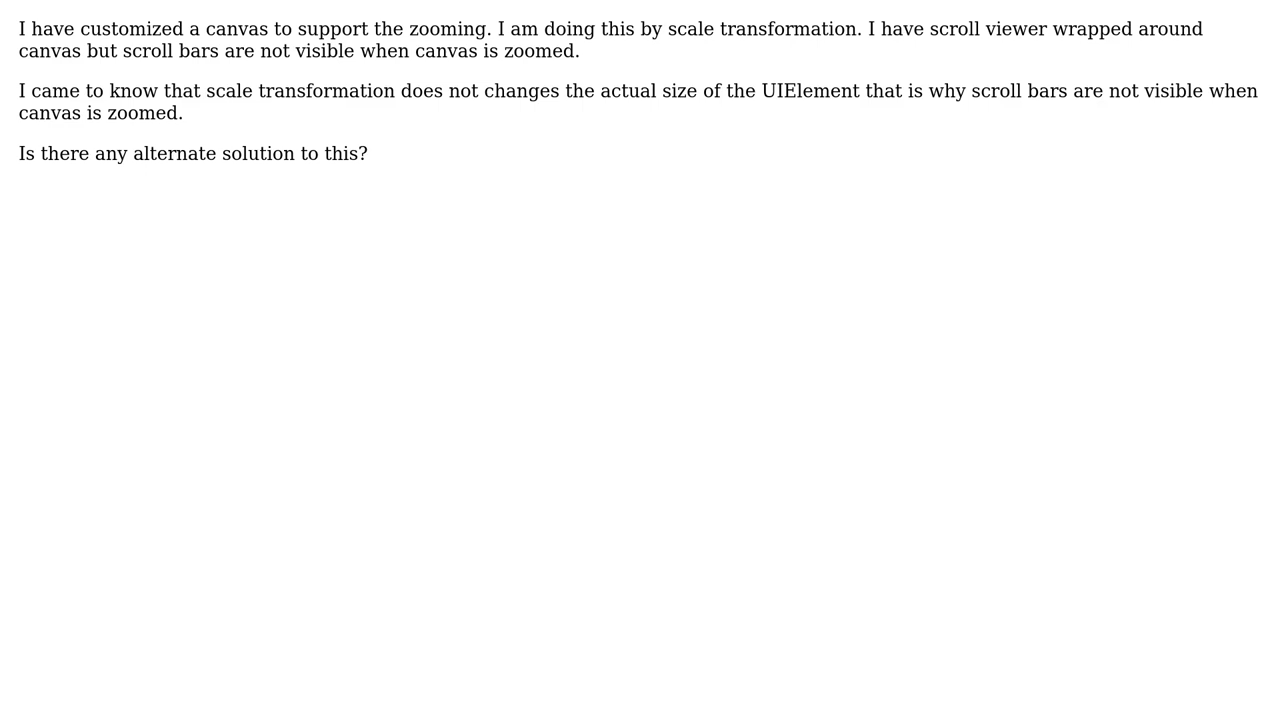 I have customized a canvas to support the zooming. I am doing this by scale transformation. I have scroll viewer wrapped around
canvas but scroll bars are not visible when canvas is zoomed.
I came to know that scale transformation does not changes the actual size of the UIElement that is why scroll bars are not visible when
canvas is zoomed.
Is there any alternate solution to this?